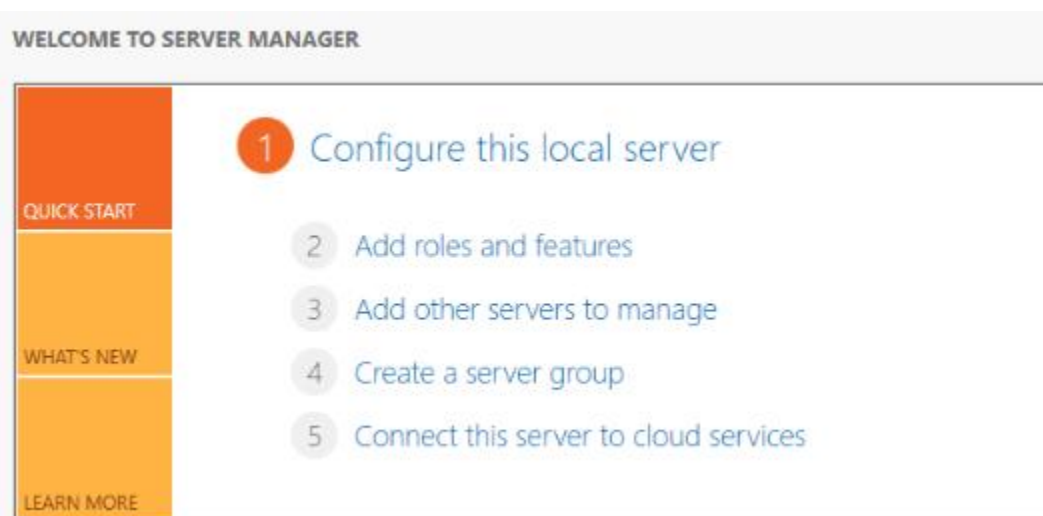 WELCOME TO SERVER MANAGER
QUICK START
WHAT'S NEW
LEARN MORE
1 Configure this local server
2 Add roles and features
3 Add other servers to manage
4 Create a server group
5 Connect this server to cloud services